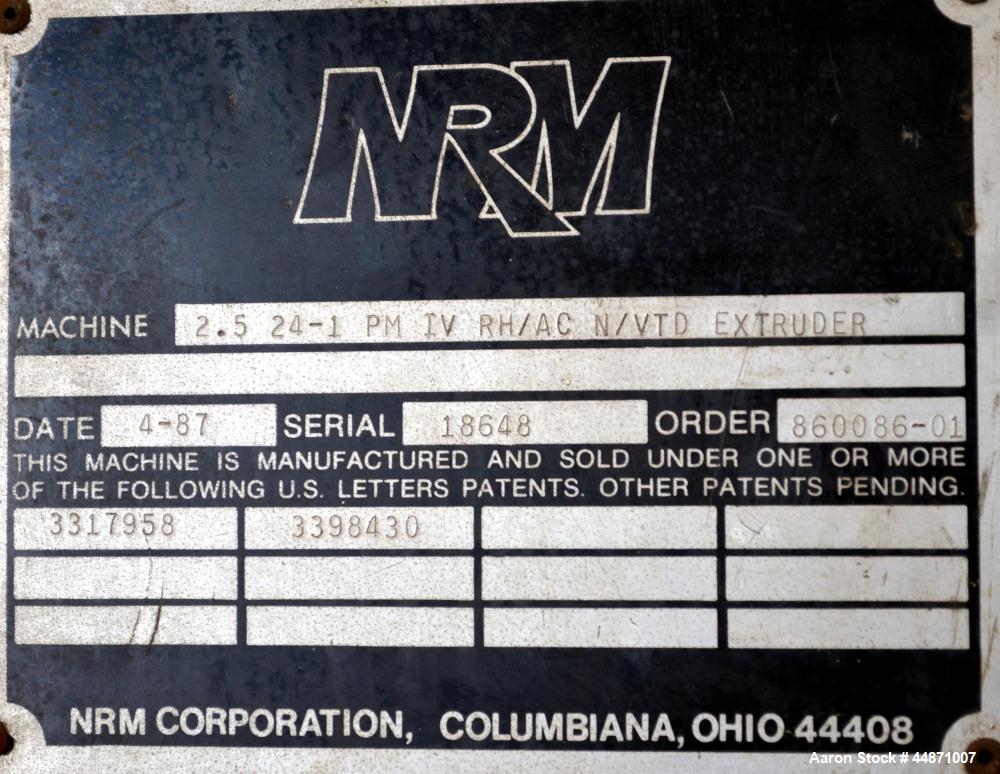 NRM
MACHINE 2.5 24-1 PM IV RH/AC N/VTD EXTRUDER
DATE 4-87 SERIAL 18648 ORDER 860086-01
THIS MACHINE IS MANUFACTURED AND SOLD UNDER ONE OR MORE
OF THE FOLLOWING U.S. LETTERS PATENTS. OTHER PATENTS PENDING.
3317958 3398430
NRM CORPORATION, COLUMBIANA, OHIO 44408
Aaron Stock # 44871007